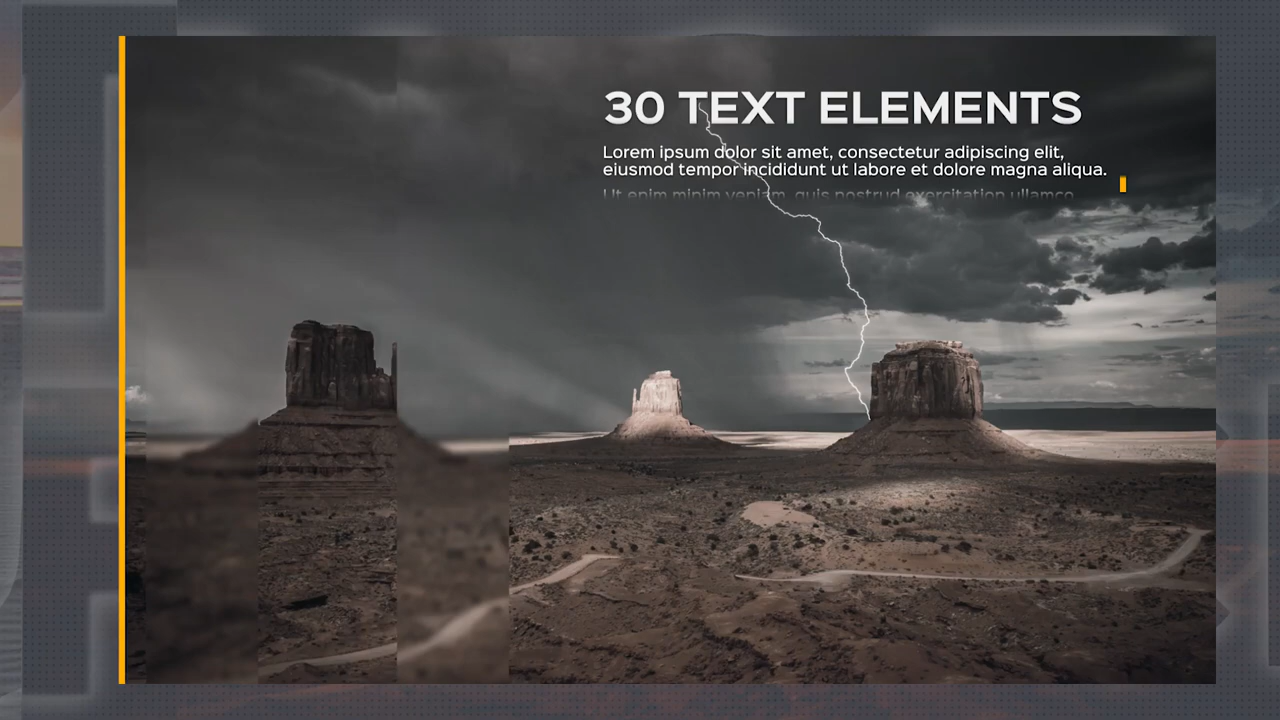 30 TEXT ELEMENTS
Lorem ipsum dolor sit amet, consectetur adipiscing elit,
eiusmod tempor incididunt ut labore et dolore magna aliqua.
Ut enim minim veniam, quis nostrud exercitation ullamco